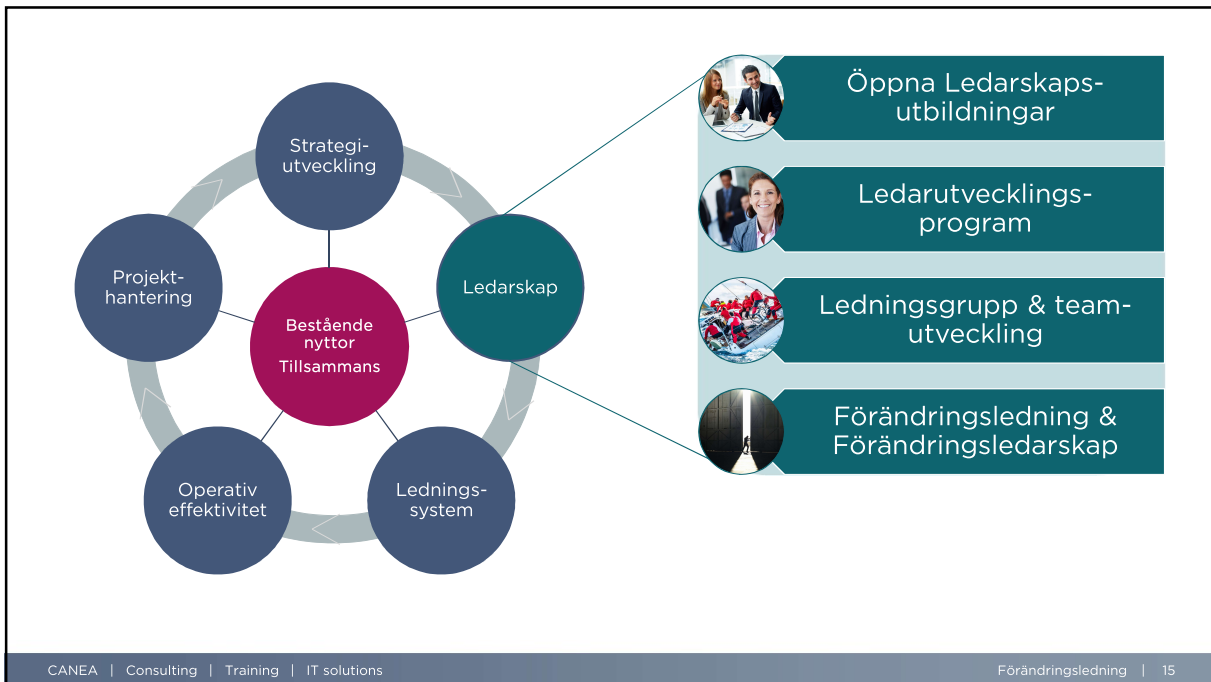 Strategi-
utveckling
Projekt-
hantering
Ledarskap
Bestående
nyttor
Tillsammans
Operativ
effektivitet
Lednings-
system
Öppna Ledarskaps-
utbildningar
Ledarutvecklings-
program
Ledningsgrupp & team-
utveckling
Förändringsledning &
Förändringsledarskap
CANEA | Consulting | Training | IT solutions
Förändringsledning | 15